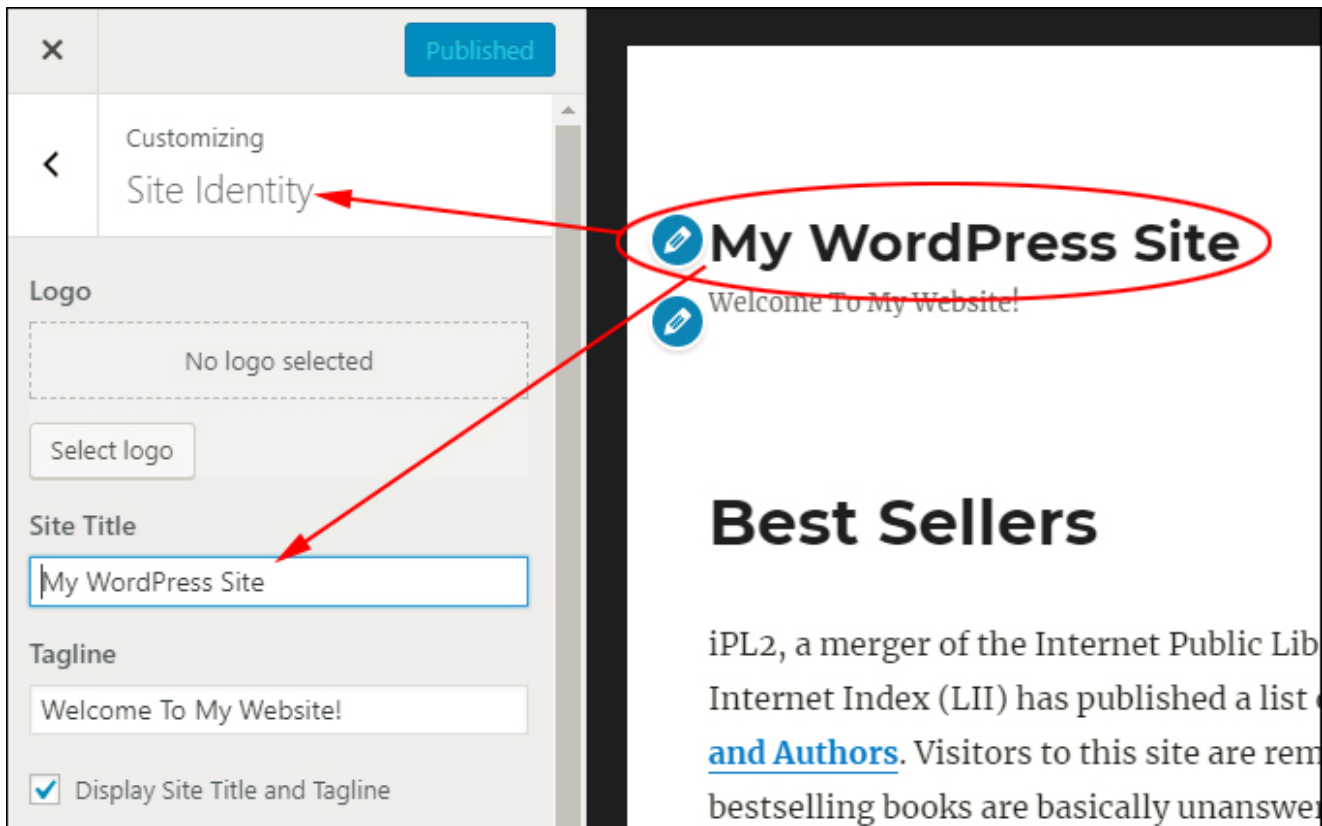 Published
Customizing
Site Identity
Logo
No logo selected
Select logo
Site Title
My WordPress Site
Tagline
Welcome To My Website!
Display Site Title and Tagline
My WordPress Site
Welcome To My Website!
Best Sellers
iPL2, a merger of the Internet Public Lib
Internet Index (LII) has published a list
and Authors. Visitors to this site are rem
bestselling books are basically unanswer